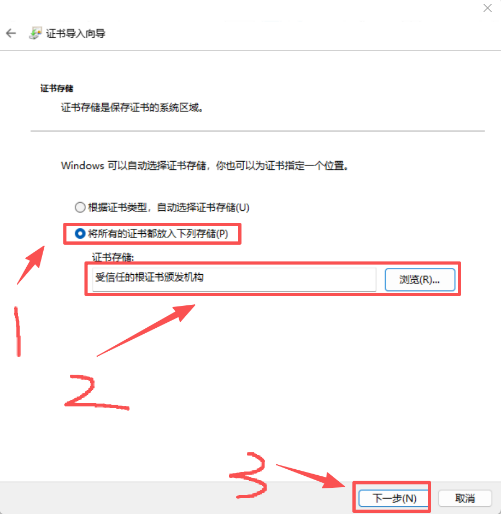 证书导入向导
证书存储
证书存储是保存证书的系统区域。
Windows 可以自动选择证书存储，你也可以为证书指定一个位置。
根据证书类型，自动选择证书存储(U)
将所有的证书都放入下列存储(P)
1
证书存储:
受信任的根证书颁发机构
浏览(R)...
2
3
下一步(N)
取消